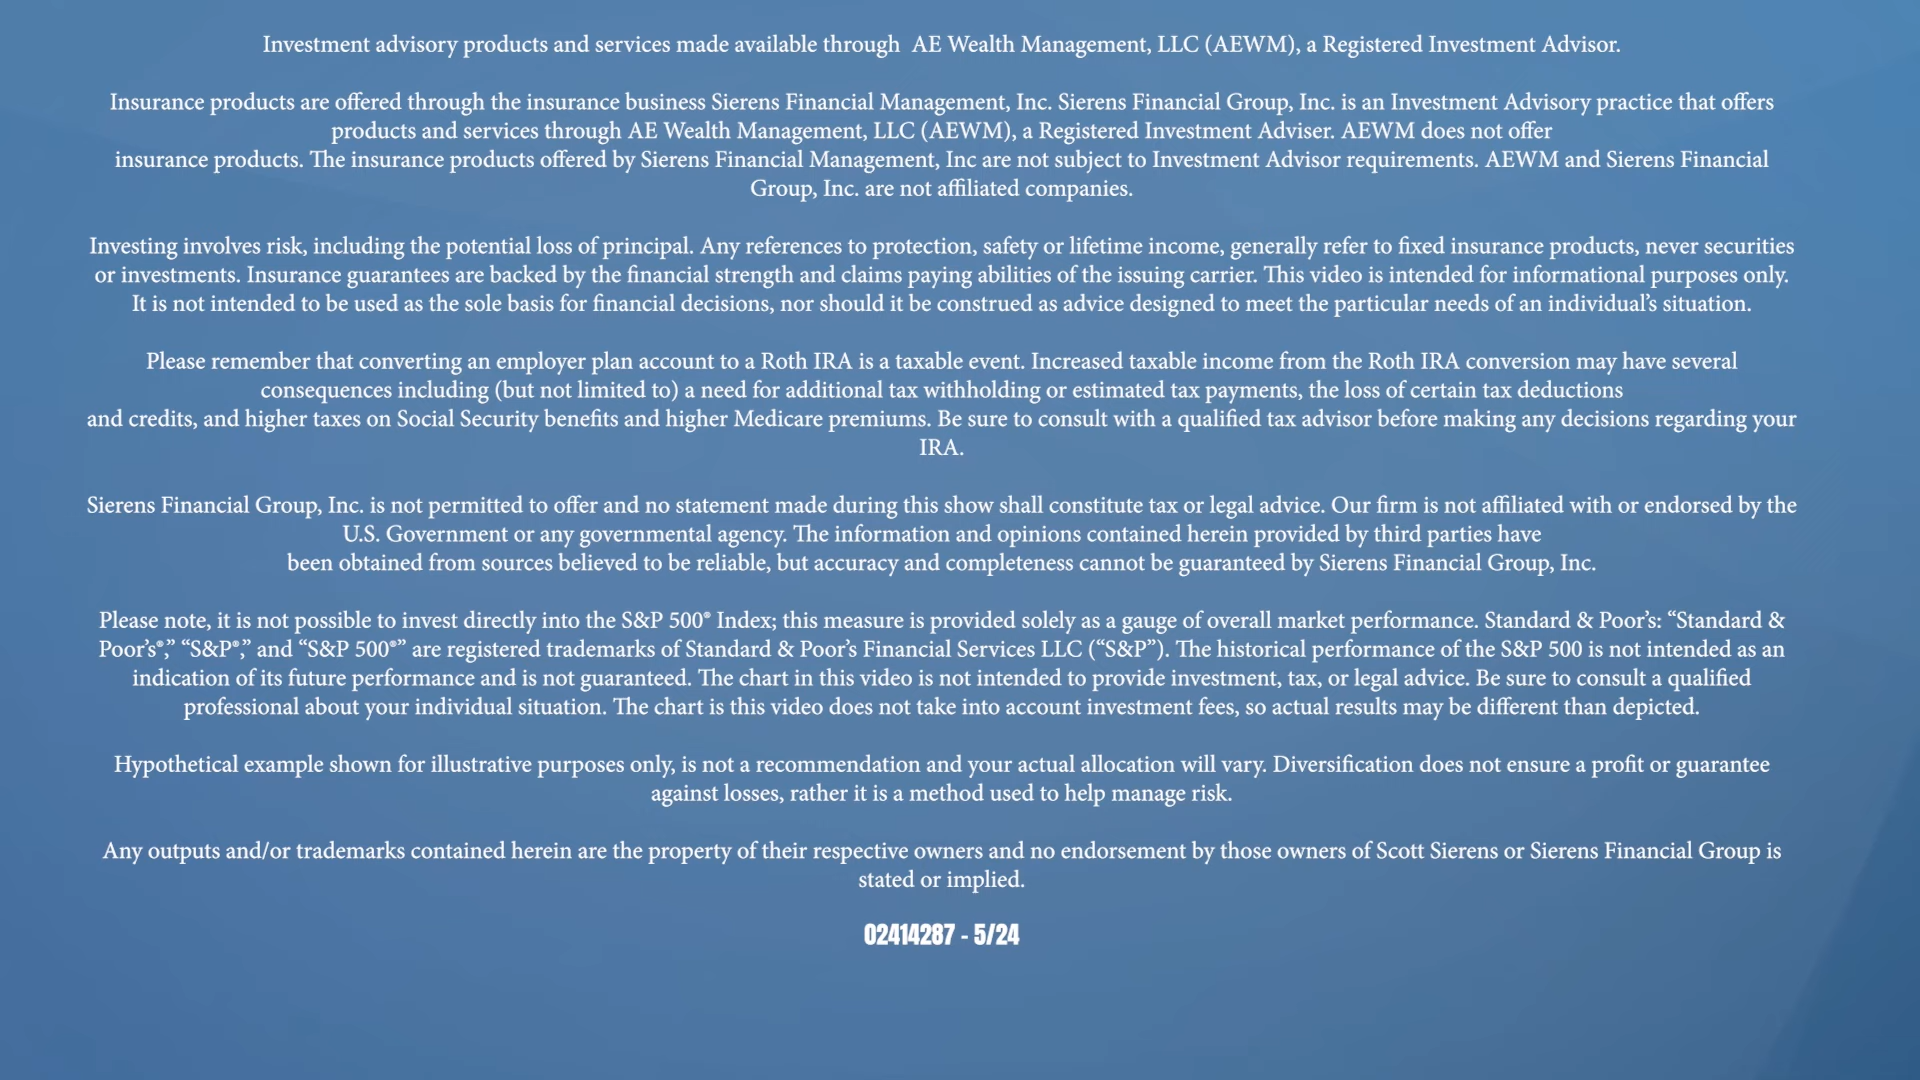 Investment advisory products and services made available through  AE Wealth Management, LLC (AEWM), a Registered Investment Advisor.
Insurance products are offered through the insurance business Sierens Financial Management, Inc. Sierens Financial Group, Inc. is an Investment Advisory practice that offers
products and services through AE Wealth Management, LLC (AEWM), a Registered Investment Adviser. AEWM does not offer
insurance products. The insurance products offered by Sierens Financial Management, Inc are not subject to Investment Advisor requirements. AEWM and Sierens Financial
Group, Inc. are not affiliated companies.
Investing involves risk, including the potential loss of principal. Any references to protection, safety or lifetime income, generally refer to fixed insurance products, never securities
or investments. Insurance guarantees are backed by the financial strength and claims paying abilities of the issuing carrier. This video is intended for informational purposes only.
It is not intended to be used as the sole basis for financial decisions, nor should it be construed as advice designed to meet the particular needs of an individual’s situation.
Please remember that converting an employer plan account to a Roth IRA is a taxable event. Increased taxable income from the Roth IRA conversion may have several
consequences including (but not limited to) a need for additional tax withholding or estimated tax payments, the loss of certain tax deductions
and credits, and higher taxes on Social Security benefits and higher Medicare premiums. Be sure to consult with a qualified tax advisor before making any decisions regarding your
IRA.
Sierens Financial Group, Inc. is not permitted to offer and no statement made during this show shall constitute tax or legal advice. Our firm is not affiliated with or endorsed by the
U.S. Government or any governmental agency. The information and opinions contained herein provided by third parties have
been obtained from sources believed to be reliable, but accuracy and completeness cannot be guaranteed by Sierens Financial Group, Inc.
Please note, it is not possible to invest directly into the S&P 500® Index; this measure is provided solely as a gauge of overall market performance. Standard & Poor’s: “Standard &
Poor’s®,” “S&P®,” and “S&P 500®” are registered trademarks of Standard & Poor’s Financial Services LLC (“S&P”). The historical performance of the S&P 500 is not intended as an
indication of its future performance and is not guaranteed. The chart in this video is not intended to provide investment, tax, or legal advice. Be sure to consult a qualified
professional about your individual situation. The chart is this video does not take into account investment fees, so actual results may be different than depicted.
Hypothetical example shown for illustrative purposes only, is not a recommendation and your actual allocation will vary. Diversification does not ensure a profit or guarantee
against losses, rather it is a method used to help manage risk.
Any outputs and/or trademarks contained herein are the property of their respective owners and no endorsement by those owners of Scott Sierens or Sierens Financial Group is
stated or implied.
02414287 - 5/24